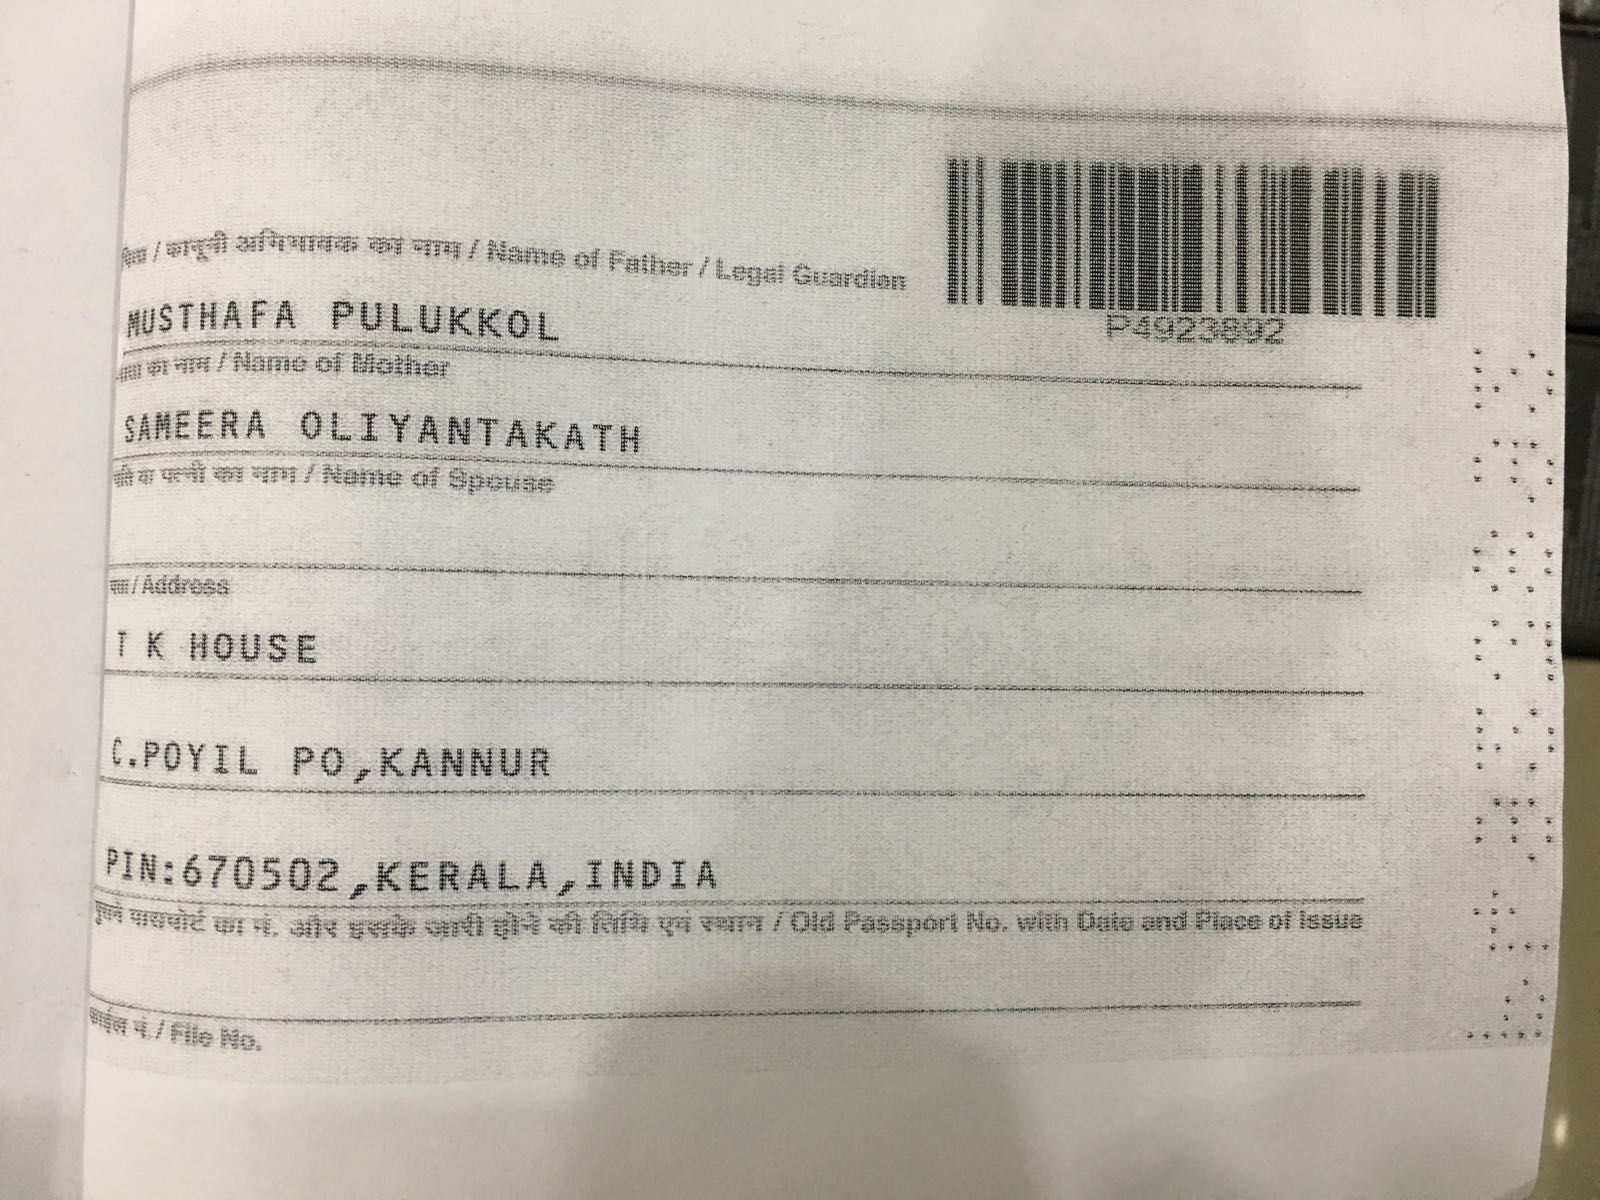 पिता / कानूनी अभिभावक का नाम / Name of Father / Legal Guardian
P4923892
MUSTHAFA PULUKKOL
माता का नाम / Name of Mother
SAMEERA OLIYANTAKATH
पति या पत्नी का नाम / Name of Spouse
पता / Address
T K HOUSE
C.POYIL PO,KANNUR
PIN:670502,KERALA,INDIA
पुराने पासपोर्ट का नं. और इसके जारी होने की तिथि एवं स्थान / Old Passport No. with Date and Place of Issue
फाईल नं. / File No.